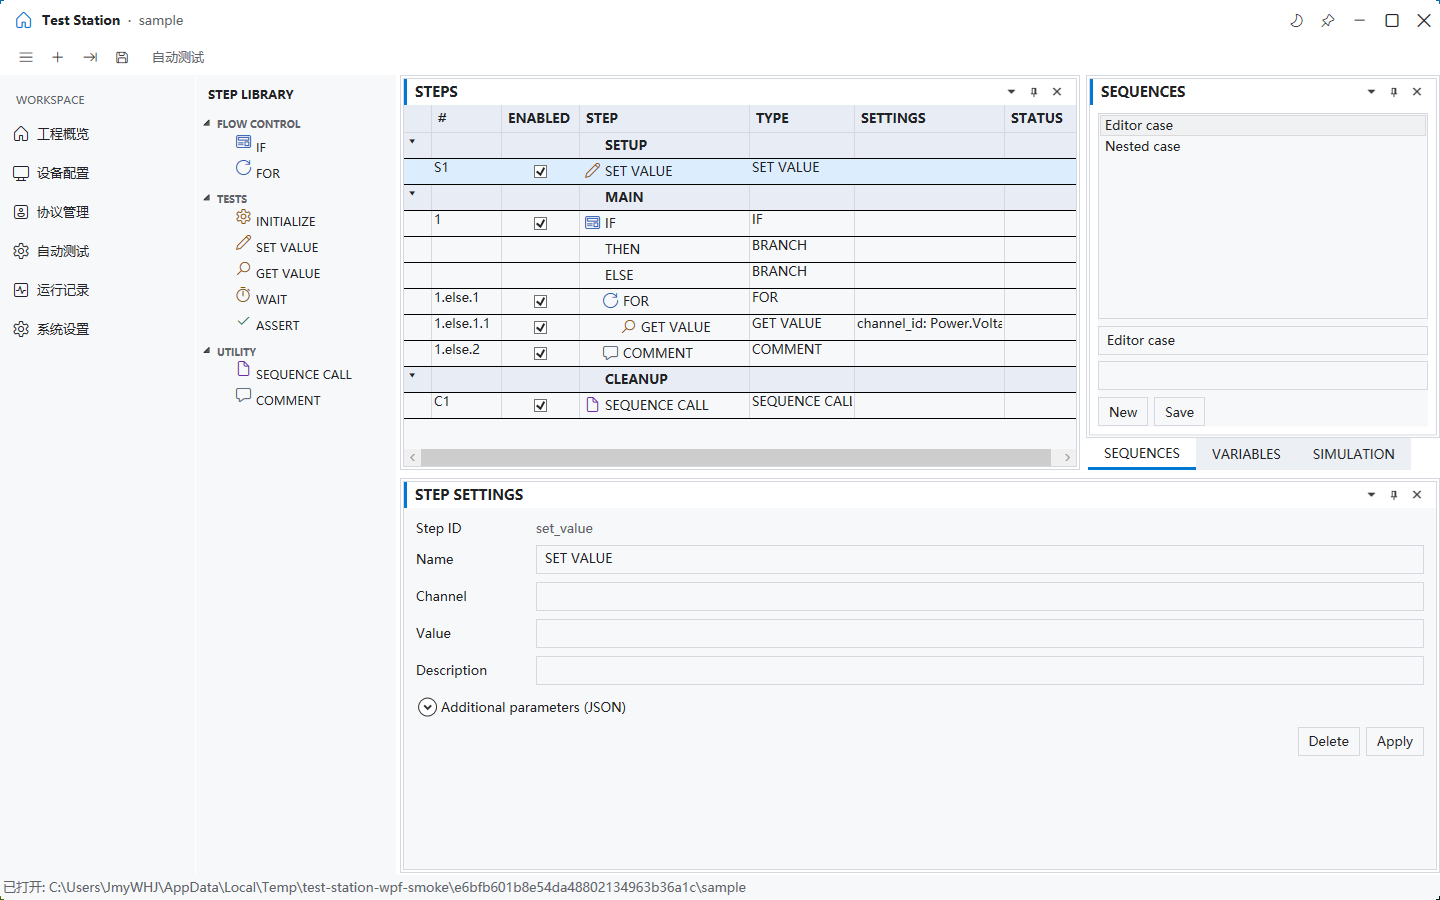 Test Station · sample
自动测试
WORKSPACE
工程概览
设备配置
协议管理
自动测试
运行记录
系统设置
STEP LIBRARY
FLOW CONTROL
IF
FOR
TESTS
INITIALIZE
SET VALUE
GET VALUE
WAIT
ASSERT
UTILITY
SEQUENCE CALL
COMMENT
STEPS
# ENABLED STEP TYPE SETTINGS STATUS
SETUP
S1 SET VALUE SET VALUE
MAIN
1 IF IF
THEN BRANCH
ELSE BRANCH
1.else.1 FOR FOR
1.else.1.1 GET VALUE GET VALUE channel_id: Power.Volta
1.else.2 COMMENT COMMENT
CLEANUP
C1 SEQUENCE CALL SEQUENCE CALL
SEQUENCES
Editor case
Nested case
Editor case
New Save
SEQUENCES VARIABLES SIMULATION
STEP SETTINGS
Step ID set_value
Name SET VALUE
Channel
Value
Description
Additional parameters (JSON)
Delete Apply
已打开: C:\Users\JmyWHJ\AppData\Local\Temp\test-station-wpf-smoke\e6bfb601b8e54da48802134963b36a1c\sample